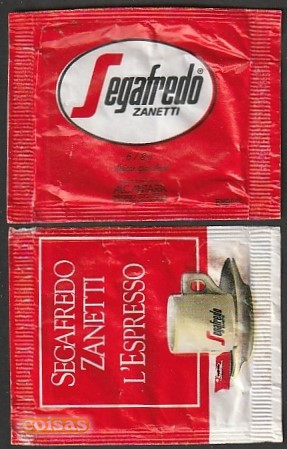 Segafredo®
ZANETTI
SEGAFREDO
ZANETTI
L'ESPRESSO
Segafredo
coisas